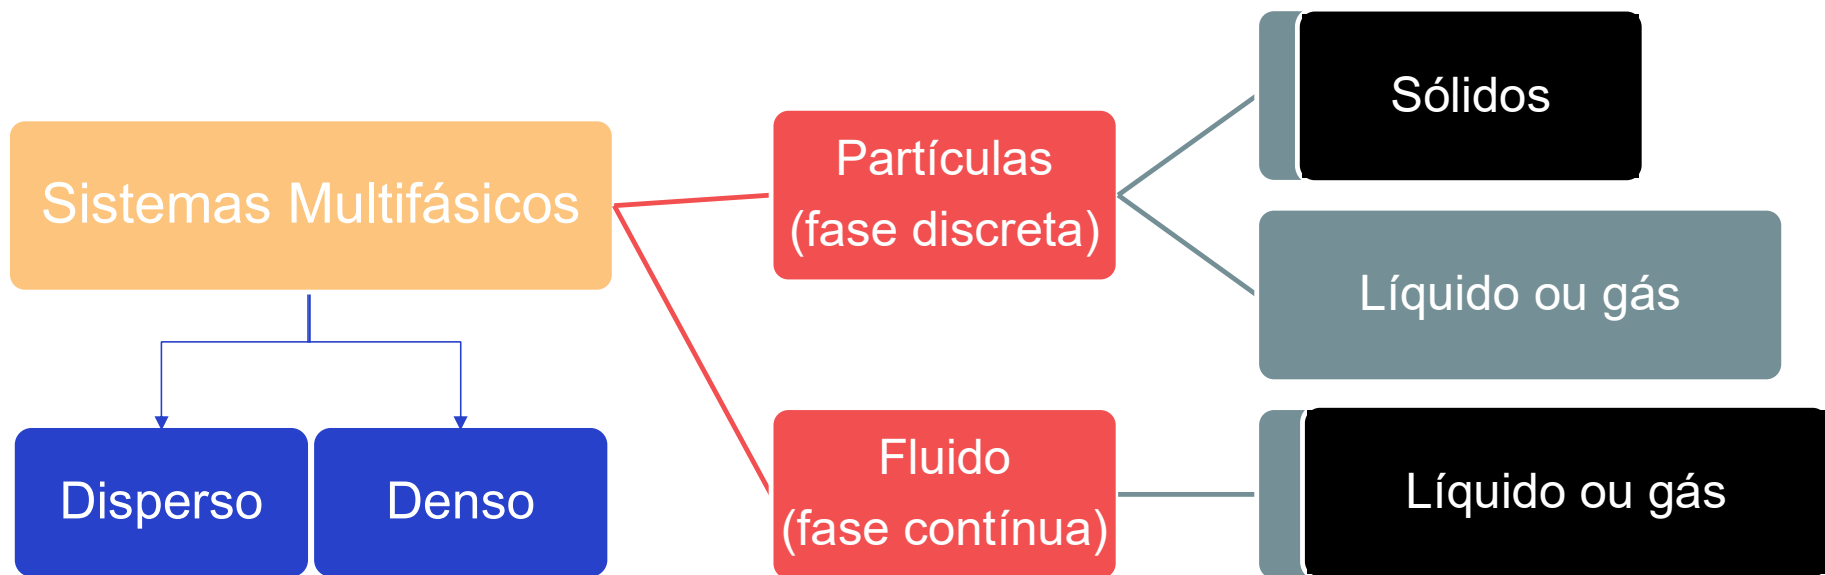 Sistemas Multifásicos
Disperso
Denso
Partículas
(fase discreta)
Fluido
(fase contínua)
Sólidos
Líquido ou gás
Líquido ou gás